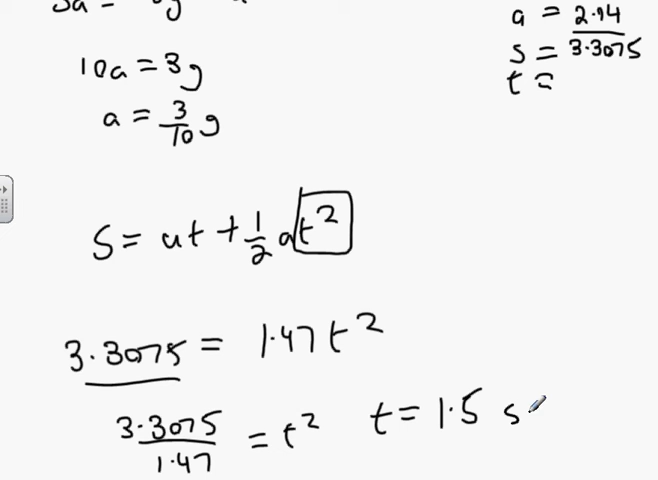 a = 2.94
s = 3.3075
t =
10a = 3g
a = 3/10 g
S = ut + 1/2 at²
3.3075 = 1.47t²
3.3075/1.47 = t² t = 1.5 s